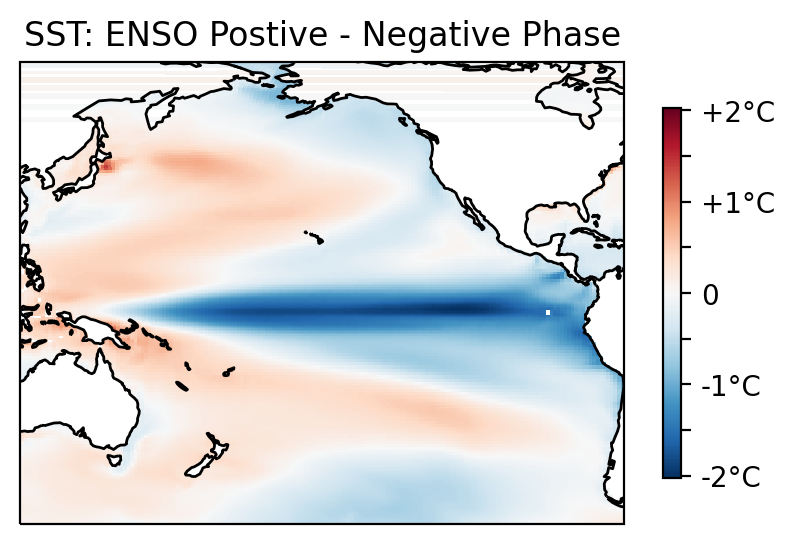 SST: ENSO Postive - Negative Phase
+2°C
+1°C
0
-1°C
-2°C